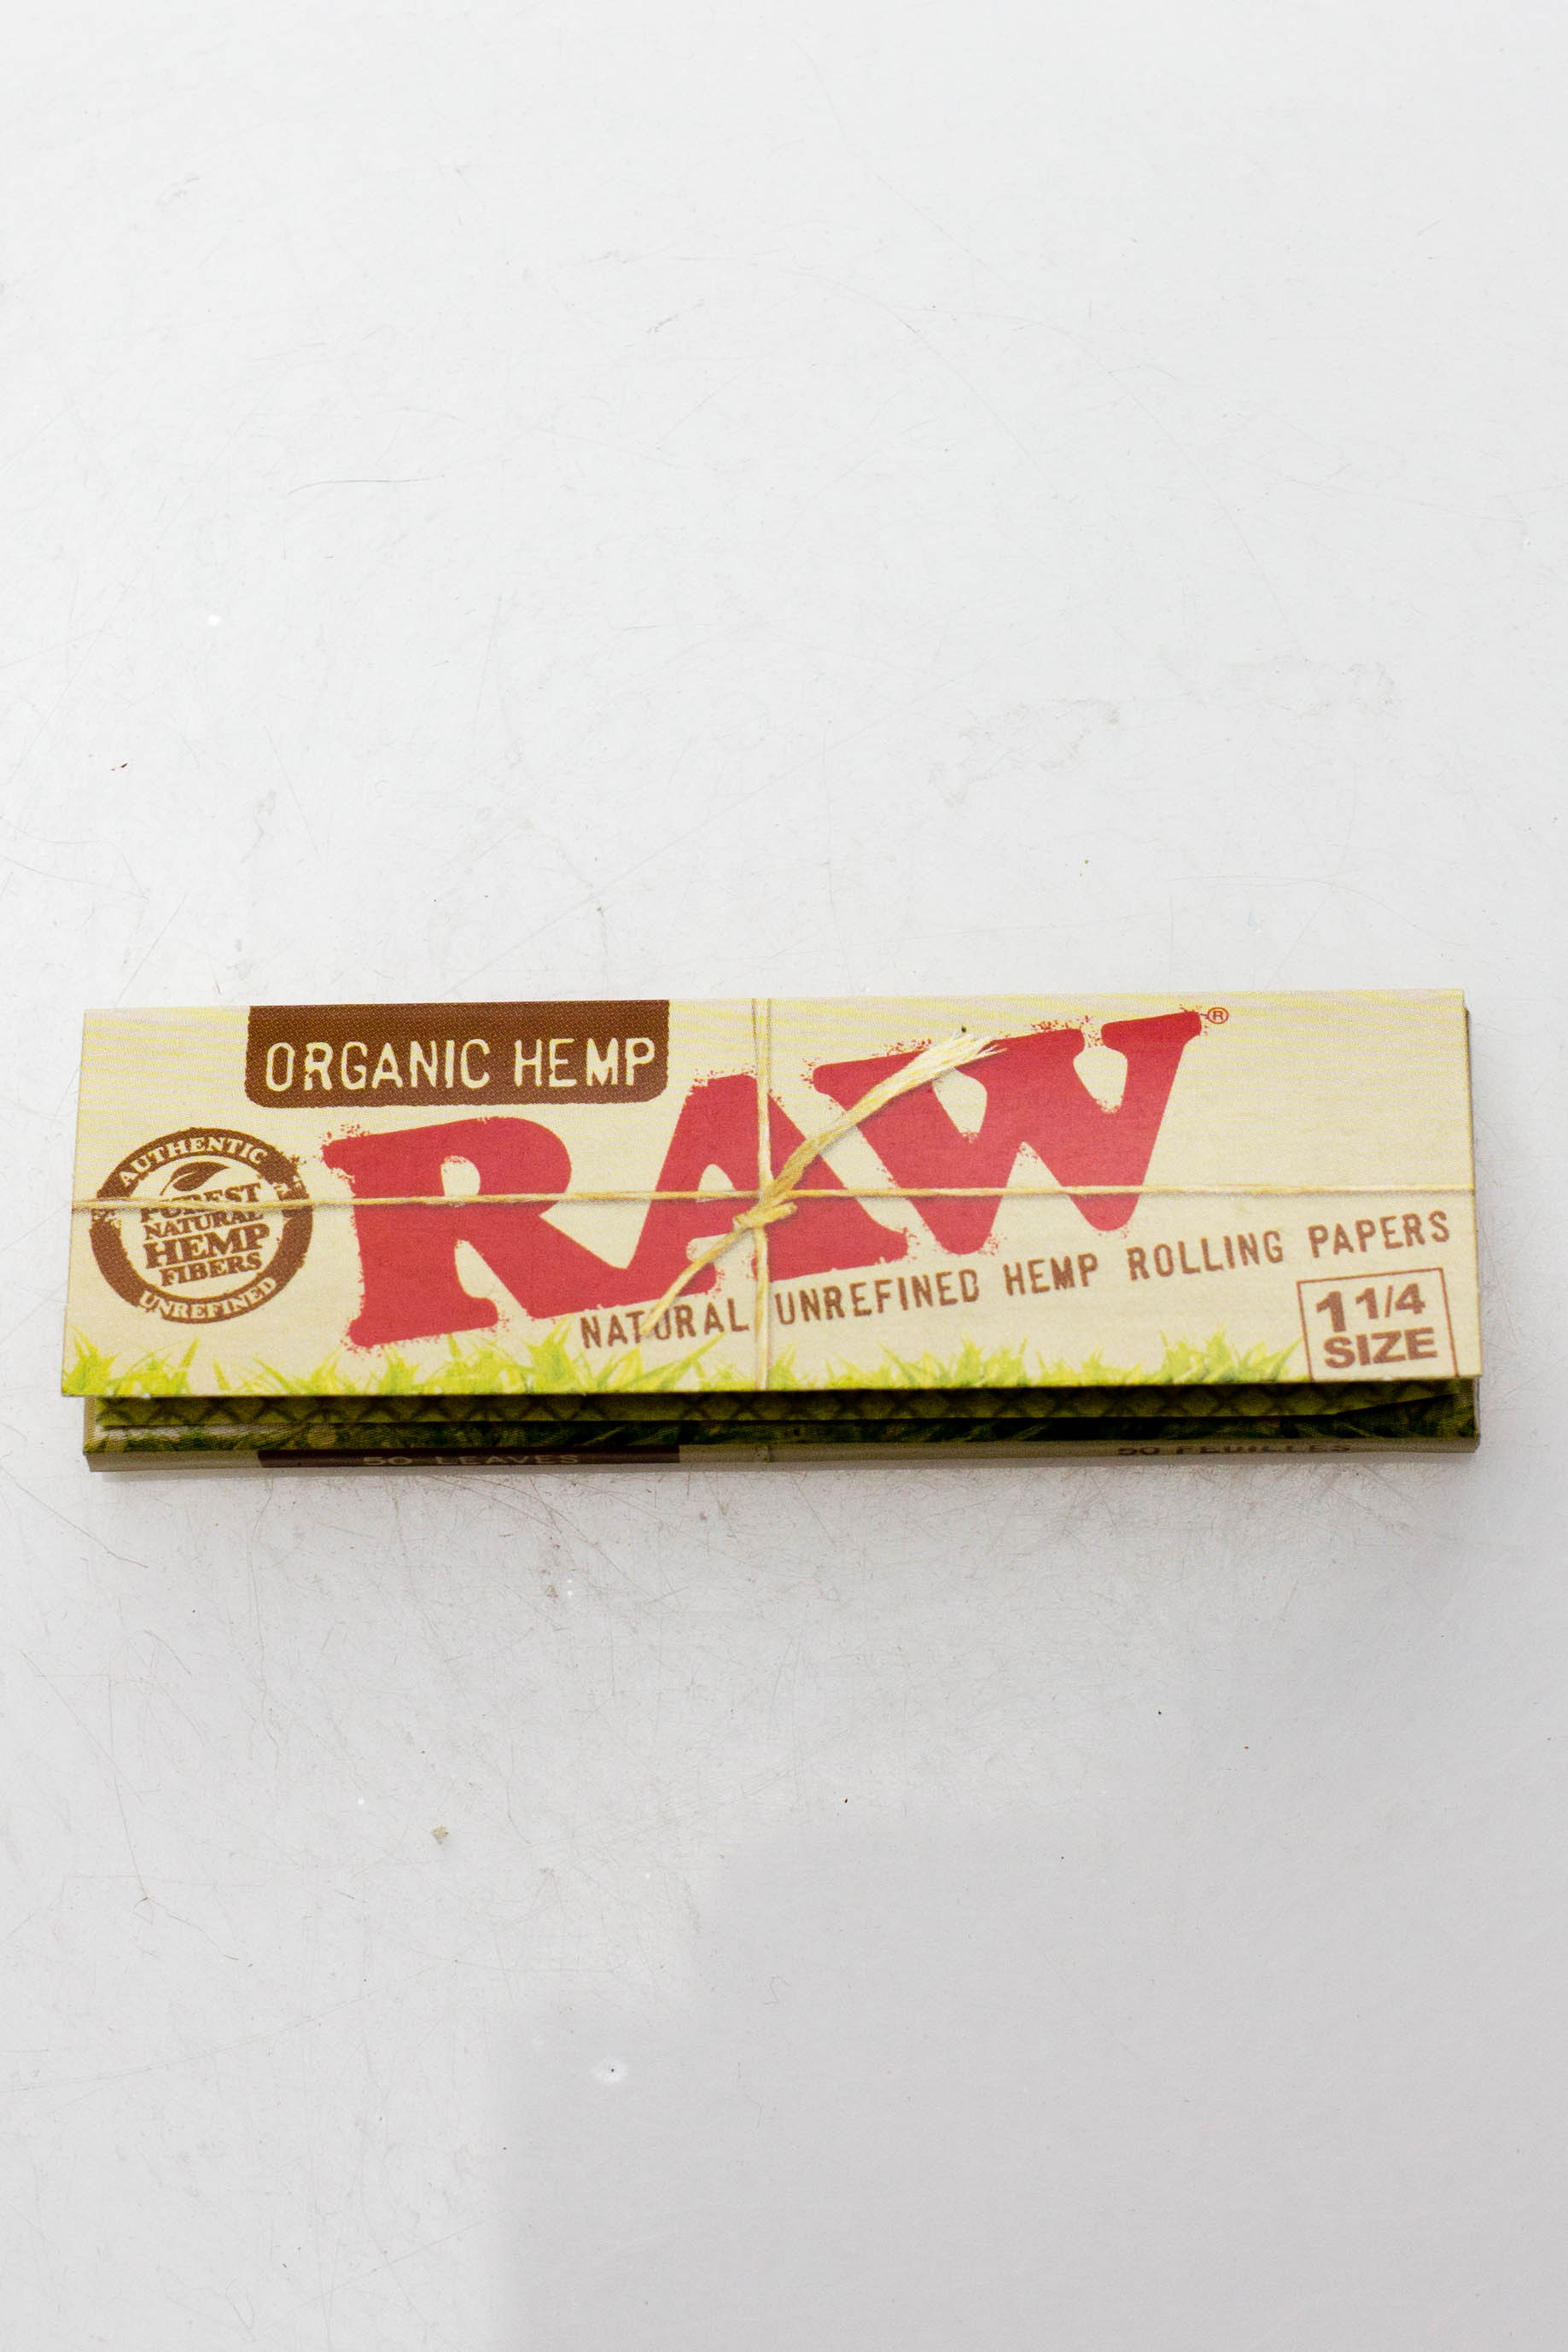 ORGANIC HEMP
RAW®
AUTHENTIC
PUREST
NATURAL
HEMP
FIBERS
UNREFINED
NATURAL UNREFINED HEMP ROLLING PAPERS
1 1/4
SIZE
50 LEAVES
50 FEUILLES